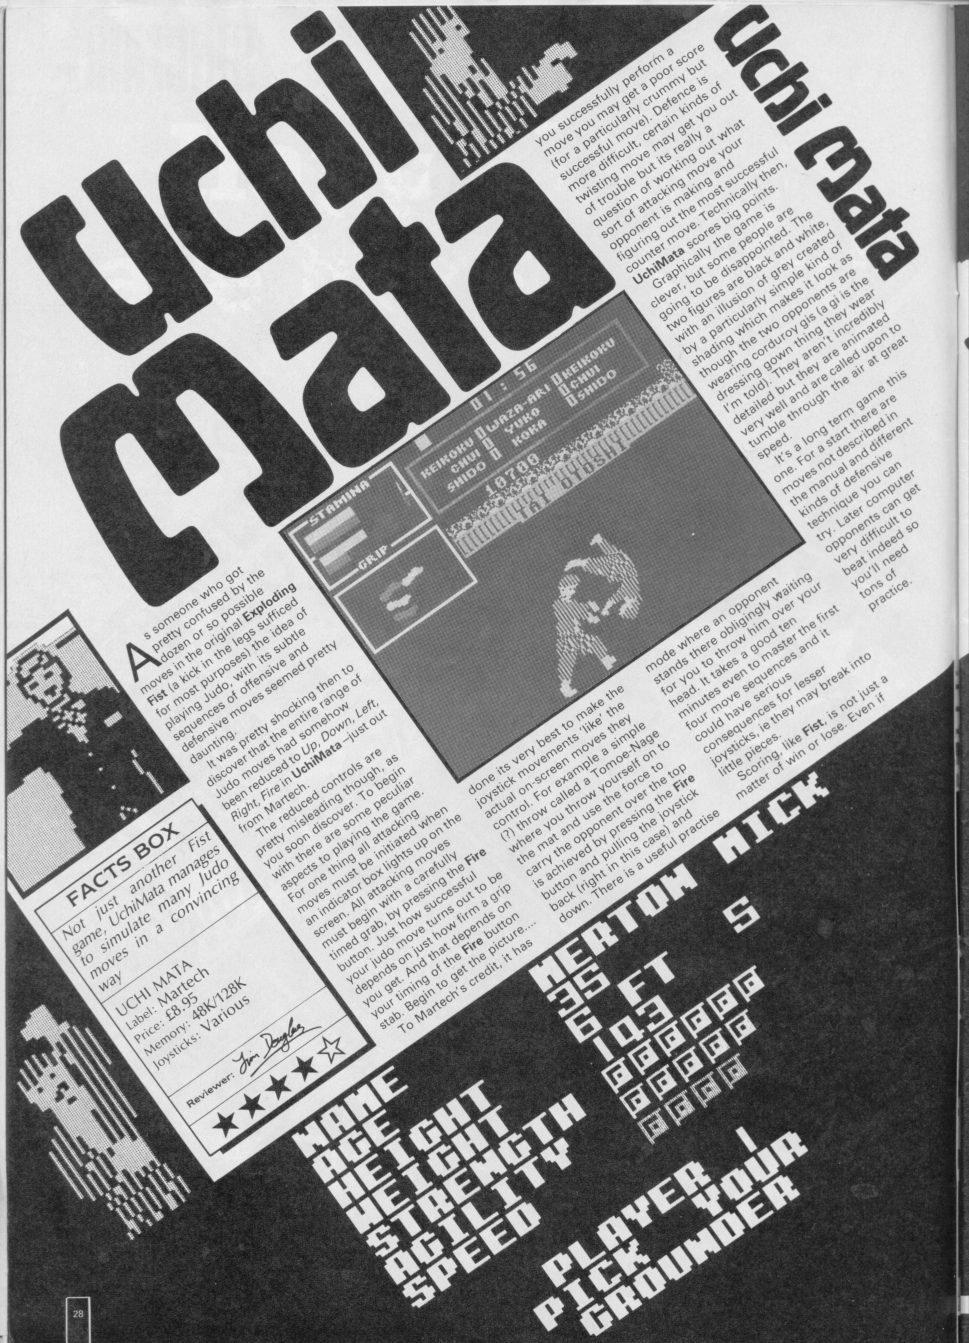 Uchi
Mata
Uchi Mata
As someone who got
pretty confused by the
dozen or so possible
moves in the original Exploding
Fist (a kick in the legs sufficed
for most purposes) the idea of
playing Judo, with its subtle
sequences of offensive and
defensive moves seemed pretty
daunting.
It was pretty shocking then to
discover that the entire range of
Judo moves had somehow
been reduced to Up, Down, Left,
Right, Fire in UchiMata – just out
from Martech.
The reduced controls are
pretty misleading though, as
you soon discover. To begin
with there are some peculiar
aspects to playing the game.
For one thing all attacking
moves must be initiated when
an indicator box lights up on the
screen. All attacking moves
must begin with a carefully
timed grab, by pressing the Fire
button. Just how successful
your judo move turns out to be
depends on just how firm a grip
you get. And that depends on
your timing of the Fire button
stab. Begin to get the picture....
To Martech's credit, it has
done its very best to make the
joystick movements 'like' the
actual on-screen moves they
control. For example a simple
(?) throw called a Tomoe-Nage
where you throw yourself on to
the mat and use the force to
carry the opponent over the top
is achieved by pressing the Fire
button and pulling the joystick
back (right in this case) and
down. There is a useful practise
mode where an opponent
stands there obligingly waiting
for you to throw him over your
head. It takes a good ten
minutes even to master the first
four move sequences and it
could have serious
consequences for lesser
joysticks, ie they may break into
little pieces.
Scoring, like Fist, is not just a
matter of win or lose. Even if
you successfully perform a
move you may get a poor score
(for a particularly crummy but
successful move). Defence is
more difficult, certain kinds of
twisting move may get you out
of trouble but its really a
question of working out what
sort of attacking move your
opponent is making and
figuring out the most successful
counter move. Technically then,
UchiMata scores big points.
Graphically the game is
clever, but some people are
going to be disappointed. The
two figures are black and white,
with an illusion of grey created
by a particularly simple kind of
shading which makes it look as
though the two opponents are
wearing corduroy gis (a gi is the
dressing gown thing they wear
I'm told). They aren't incredibly
detailed but they are animated
very well and are called upon to
tumble through the air at great
speed.
It's a long term game this
one. For a start there are
moves not described in
the manual and different
kinds of defensive
technique you can
try. Later computer
opponents can get
very difficult to
beat indeed so
you'll need
tons of
practice.
01:56
KEIKOKU 0 WAZA-ARI 0 KEIKOKU
CHUI 0 YUKO 0 CHUI
SHIDO 0 KOKA 0 SHIDO
10700
STAMINA
GRIP
FACTS BOX
Not just another Fist
game, UchiMata manages
to simulate many Judo
moves in a convincing
way
UCHI MATA
Label: Martech
Price: £8.95
Memory: 48K/128K
Joysticks: Various
Reviewer: Jim Douglas
NAME MERTON MICK
AGE 35
HEIGHT 6 FT 5
WEIGHT 193
STRENGTH
AGILITY
SPEED
PLAYER 1
PICK YOUR
GROUNDER
28